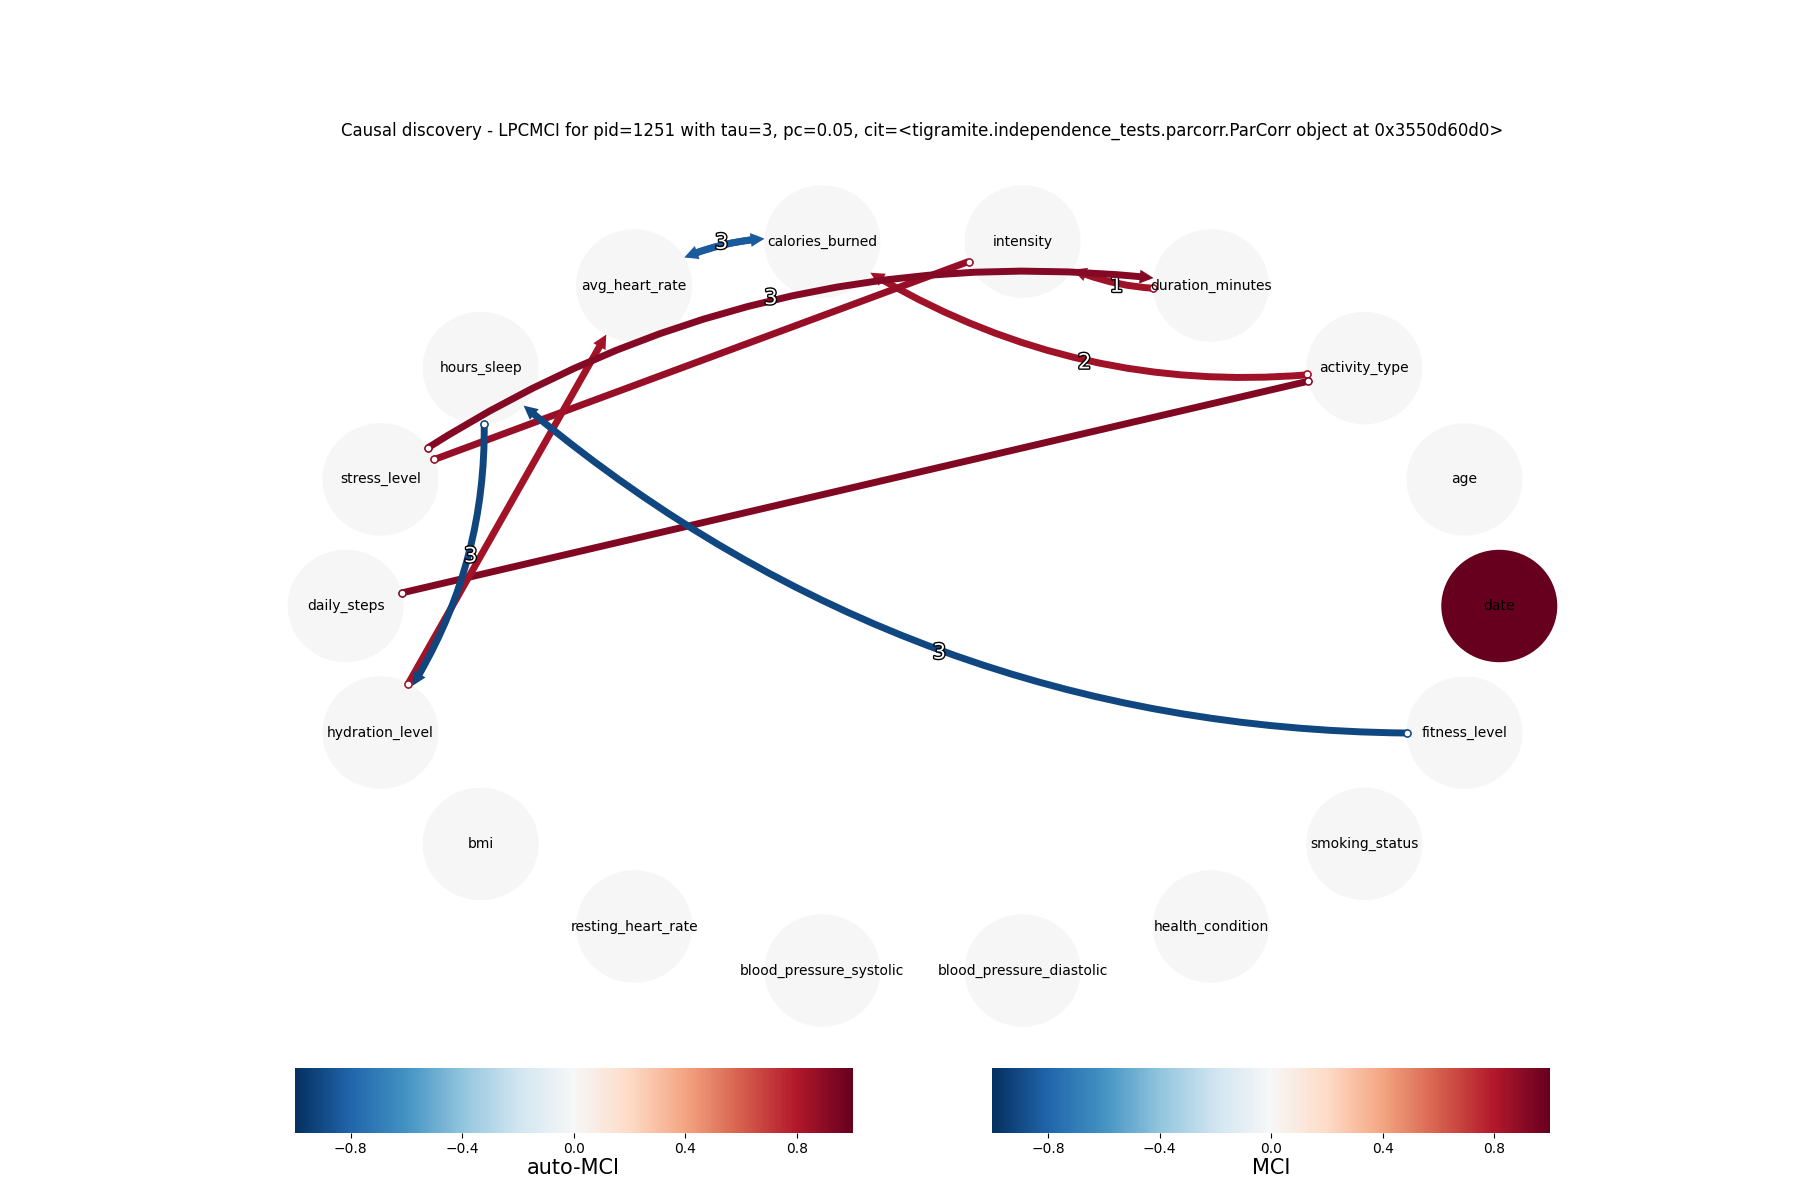 Causal discovery - LPCMCI for pid=1251 with tau=3, pc=0.05, cit=<tigramite.independence_tests.parcorr.ParCorr object at 0x3550d60d0>
3
calories_burned
intensity
avg_heart_rate
3
1
duration_minutes
hours_sleep
2
activity_type
stress_level
age
3
daily_steps
date
3
hydration_level
fitness_level
bmi
smoking_status
resting_heart_rate
health_condition
blood_pressure_systolic
blood_pressure_diastolic
−0.8 −0.4 0.0 0.4 0.8
auto-MCI
−0.8 −0.4 0.0 0.4 0.8
MCI